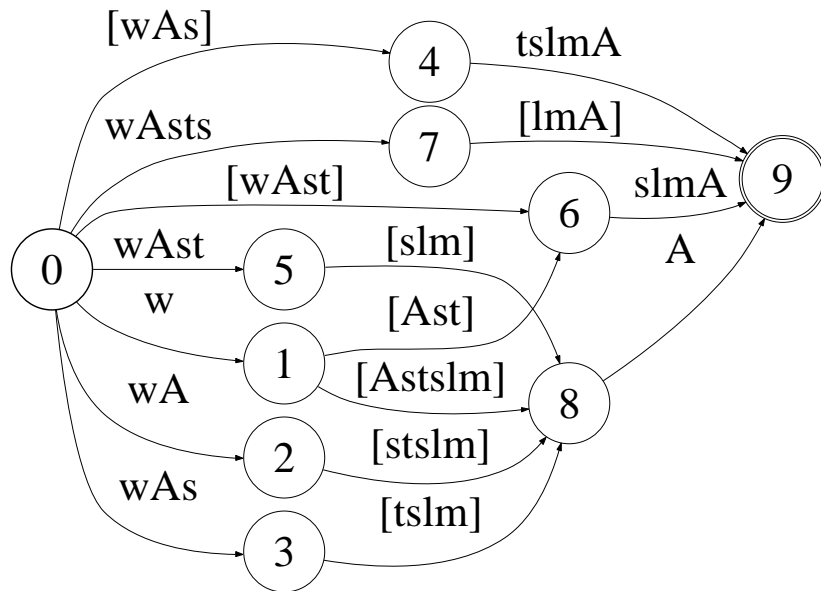 [wAs]
4
tslmA
wAsts
7
[lmA]
9
[wAst]
6
slmA
0
wAst
5
[slm]
A
w
1
[Ast]
[Astslm]
8
wA
2
[stslm]
wAs
3
[tslm]